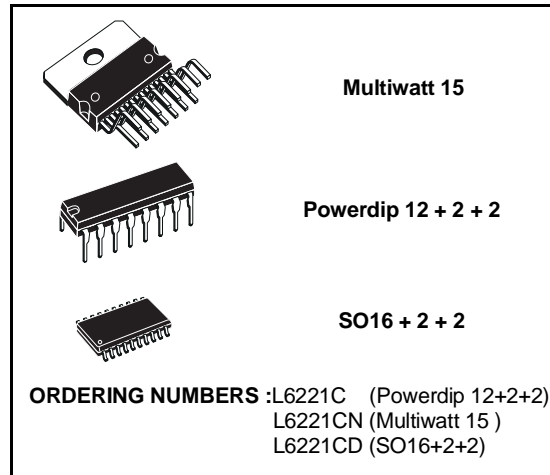 Multiwatt 15
Powerdip 12 + 2 + 2
SO16 + 2 + 2
ORDERING NUMBERS :L6221C (Powerdip 12+2+2)
L6221CN (Multiwatt 15 )
L6221CD (SO16+2+2)